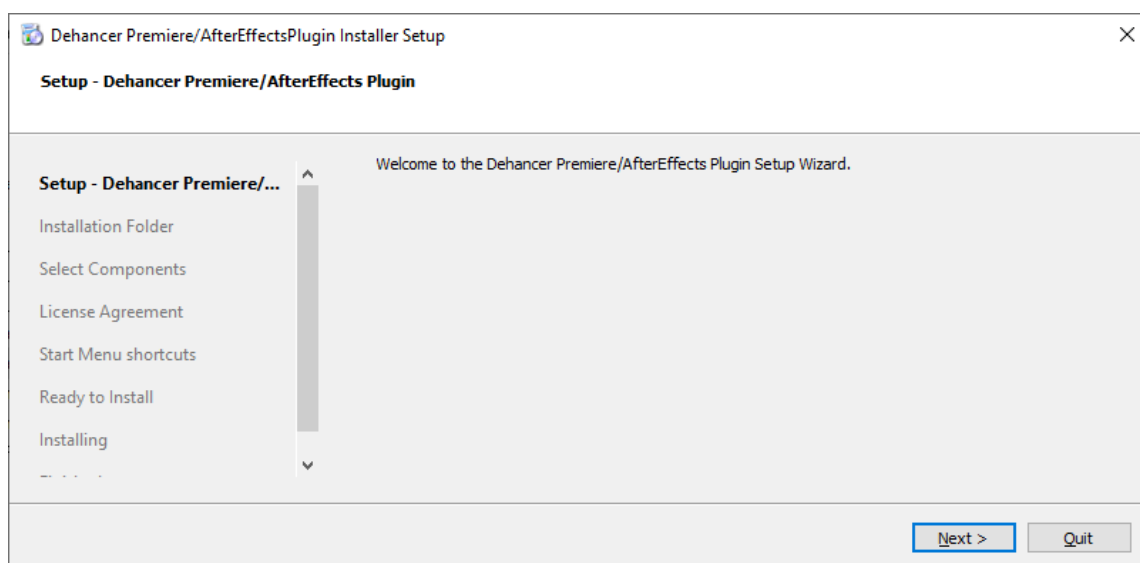 Dehancer Premiere/AfterEffectsPlugin Installer Setup
Setup - Dehancer Premiere/AfterEffects Plugin
Welcome to the Dehancer Premiere/AfterEffects Plugin Setup Wizard.
Setup - Dehancer Premiere/...
Installation Folder
Select Components
License Agreement
Start Menu shortcuts
Ready to Install
Installing
Next >
Quit